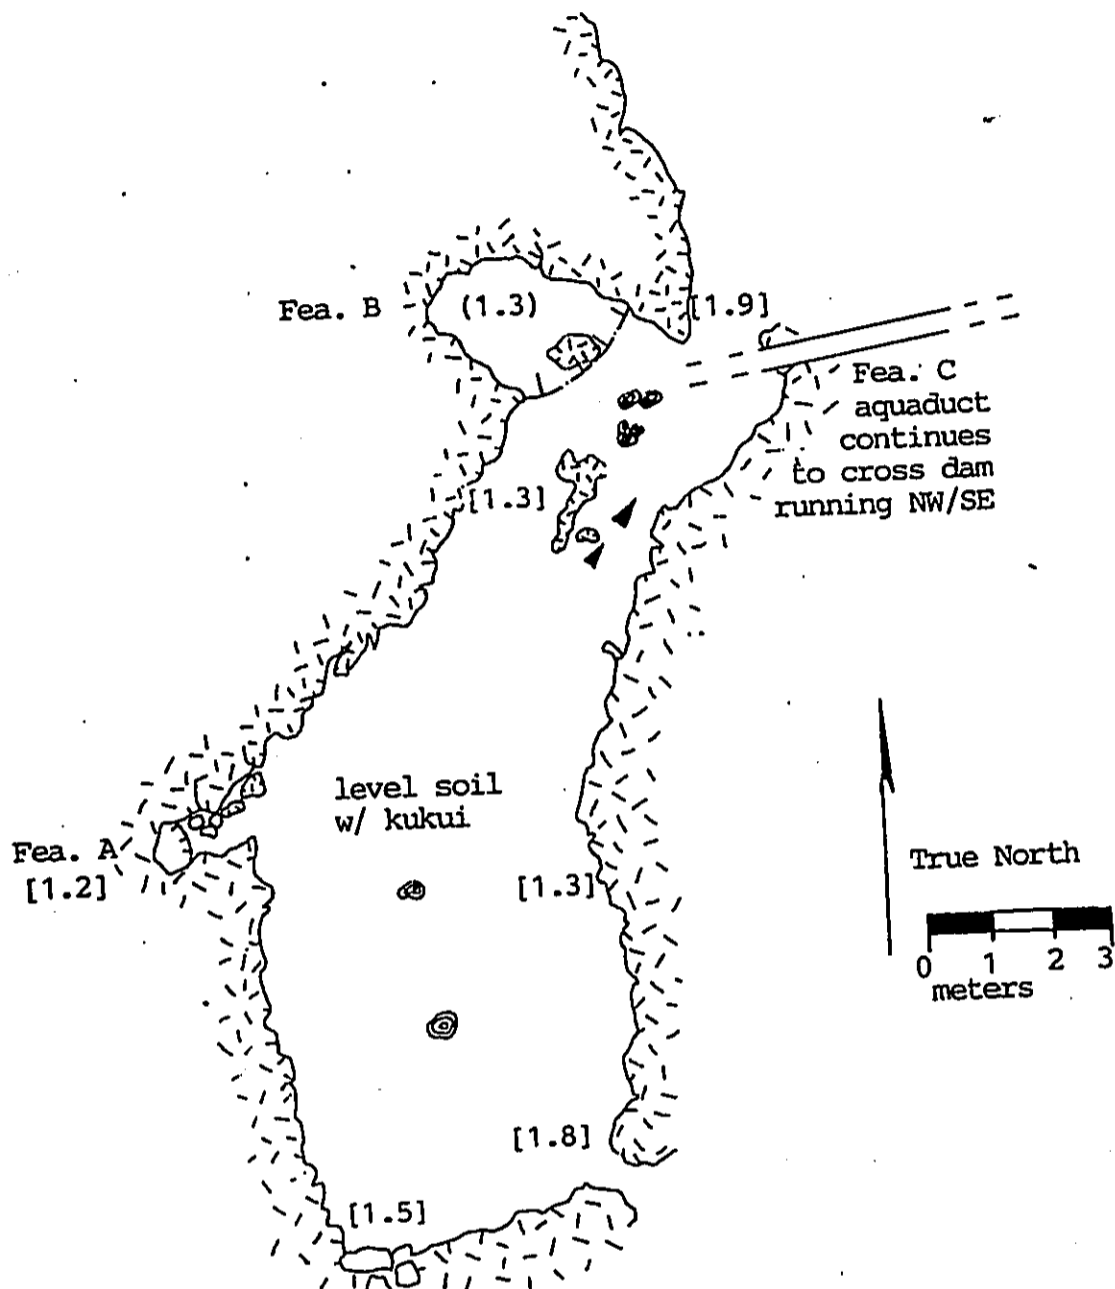 Fea. B
(1.3)
[1.9]
Fea. C
aquaduct
continues
to cross dam
running NW/SE
[1.3]
level soil
w/ kukui
Fea. A
[1.2]
[1.3]
True North
0 1 2 3
meters
[1.8]
[1.5]